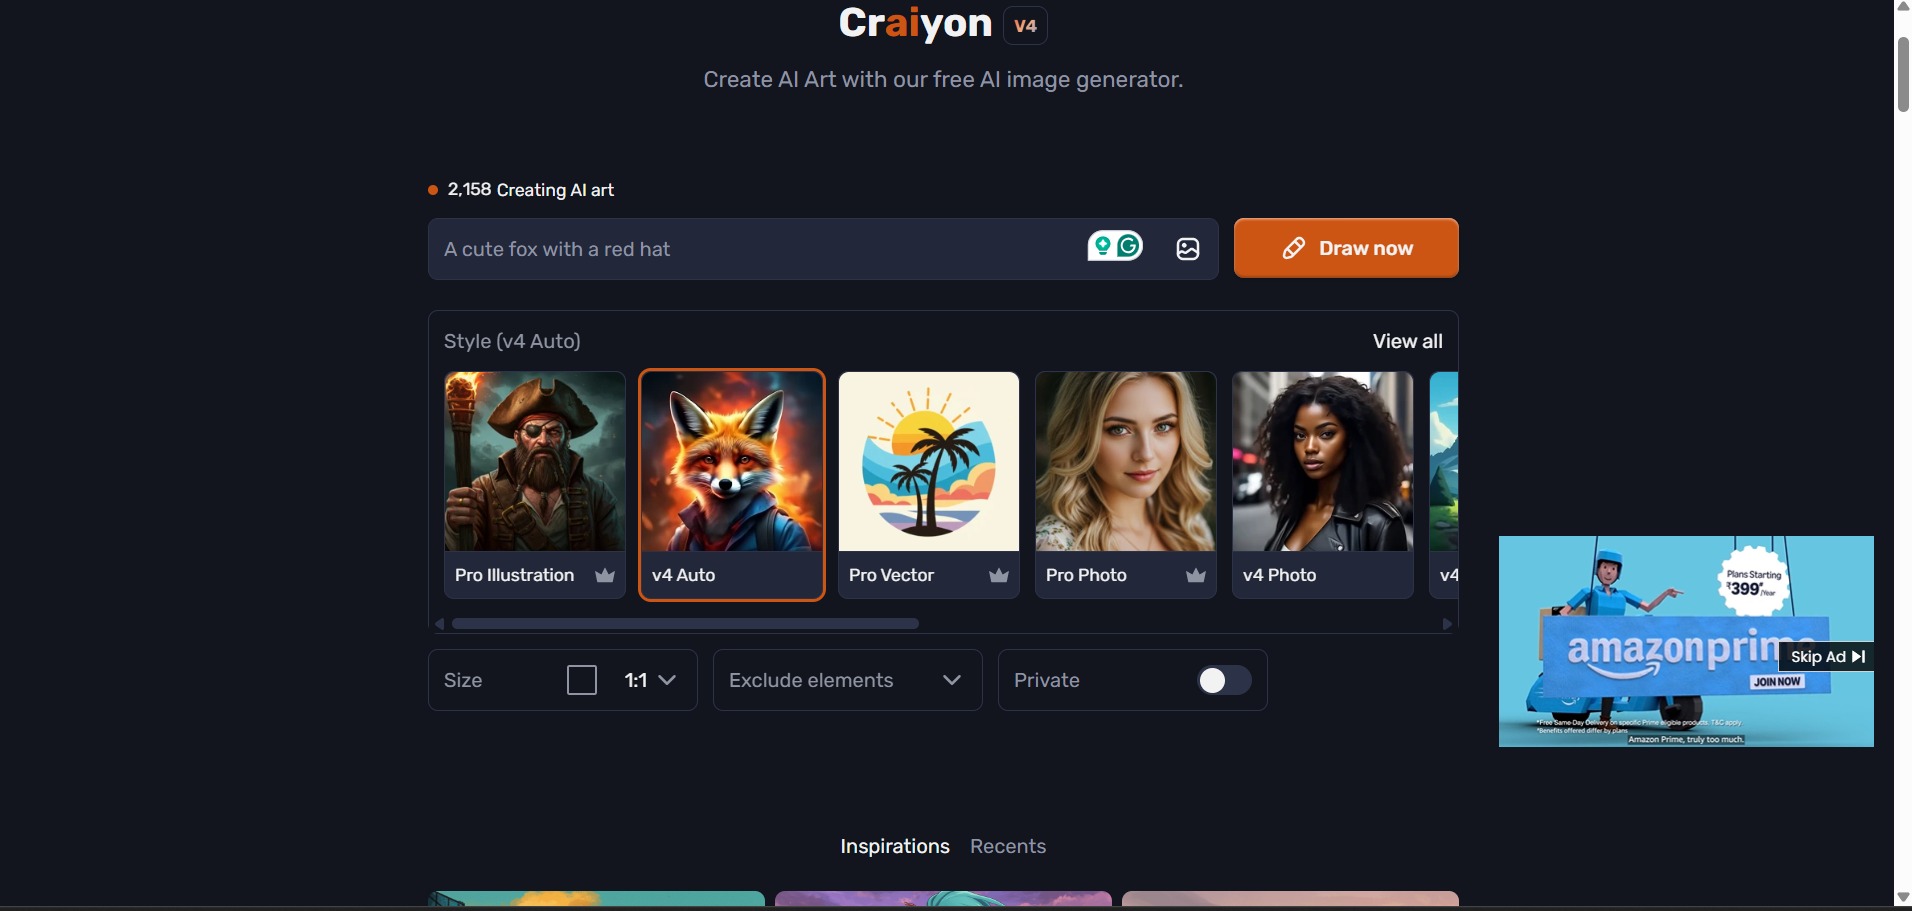 Craiyon V4
Create AI Art with our free AI image generator.
2,158 Creating AI art
A cute fox with a red hat
Draw now
Style (v4 Auto)
View all
Pro Illustration
v4 Auto
Pro Vector
Pro Photo
v4 Photo
v4
Size
1:1
Exclude elements
Private
Plans Starting
₹399*/Year
amazonprime
Skip Ad
JOIN NOW
*Free Same-Day Delivery on specific Prime eligible products. T&C apply
*Benefits offered differ by plans
Amazon Prime, truly too much.
Inspirations
Recents